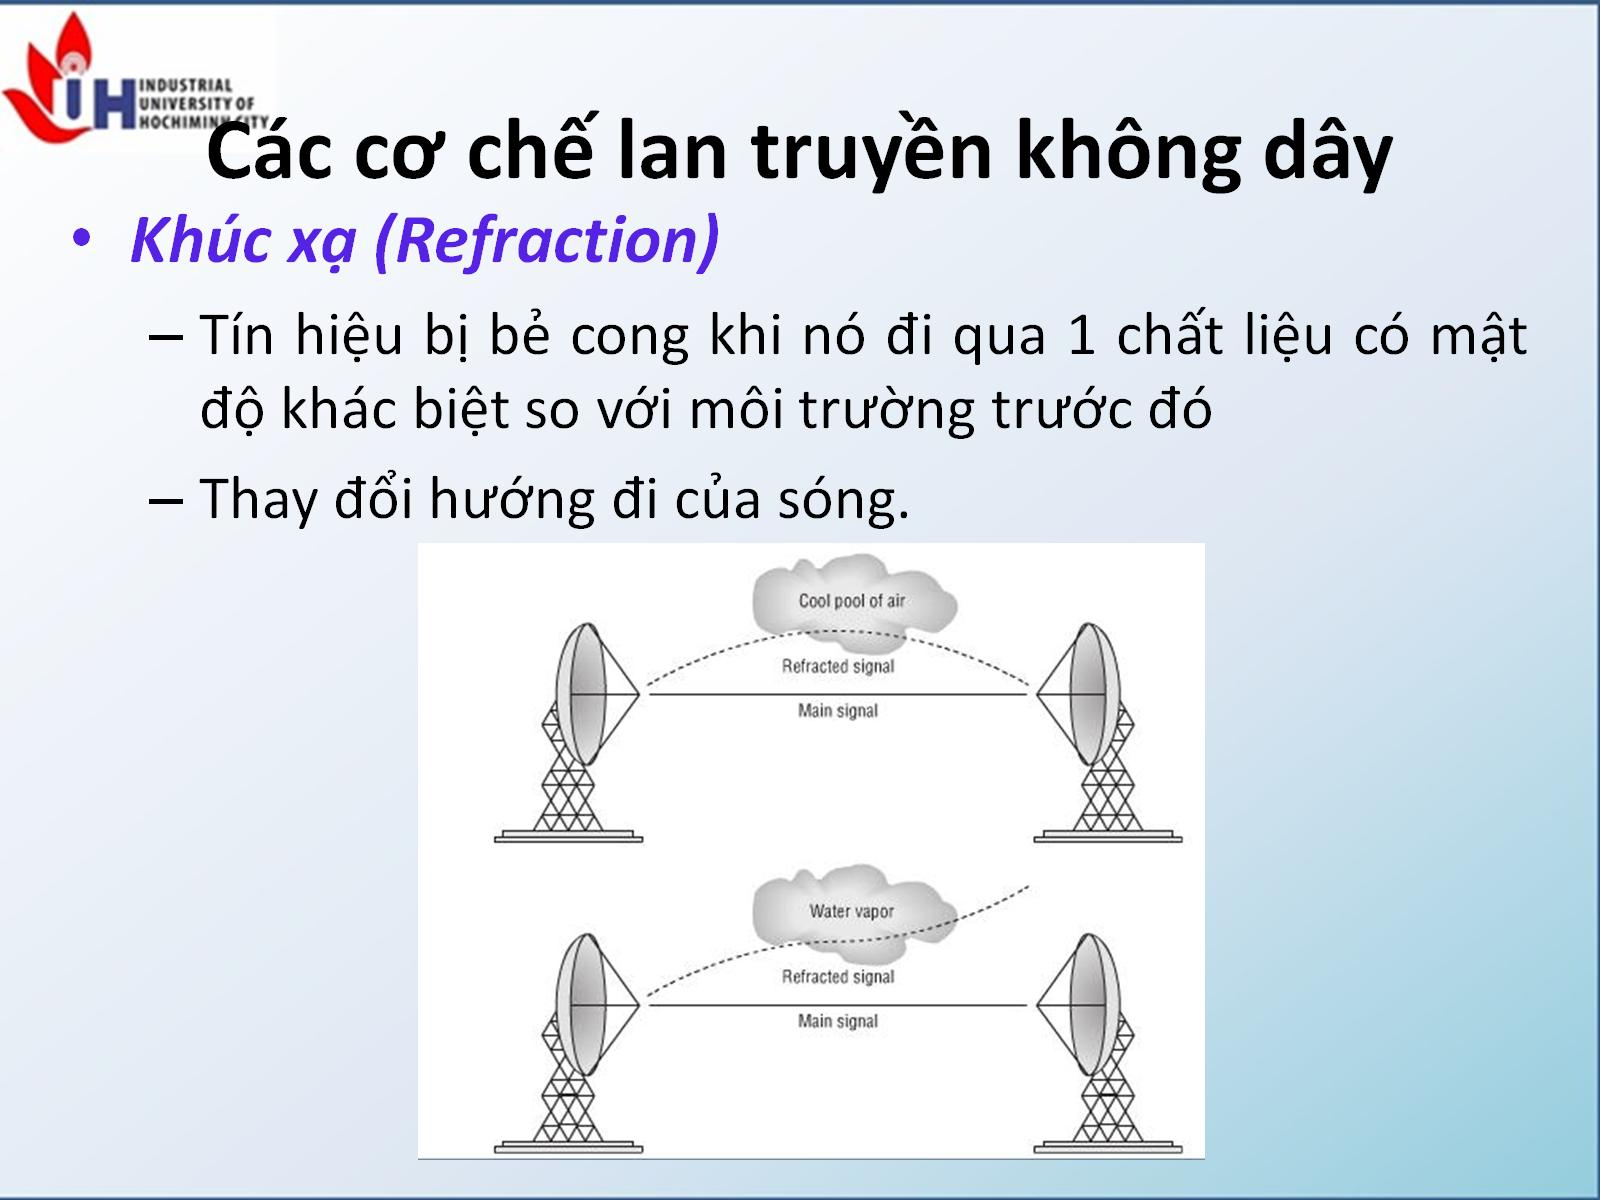 INDUSTRIAL
UNIVERSITY OF
HOCHIMINH CITY
Các cơ chế lan truyền không dây
• Khúc xạ (Refraction)
– Tín hiệu bị bẻ cong khi nó đi qua 1 chất liệu có mật
độ khác biệt so với môi trường trước đó
– Thay đổi hướng đi của sóng.
Cool pool of air
Refracted signal
Main signal
Water vapor
Refracted signal
Main signal